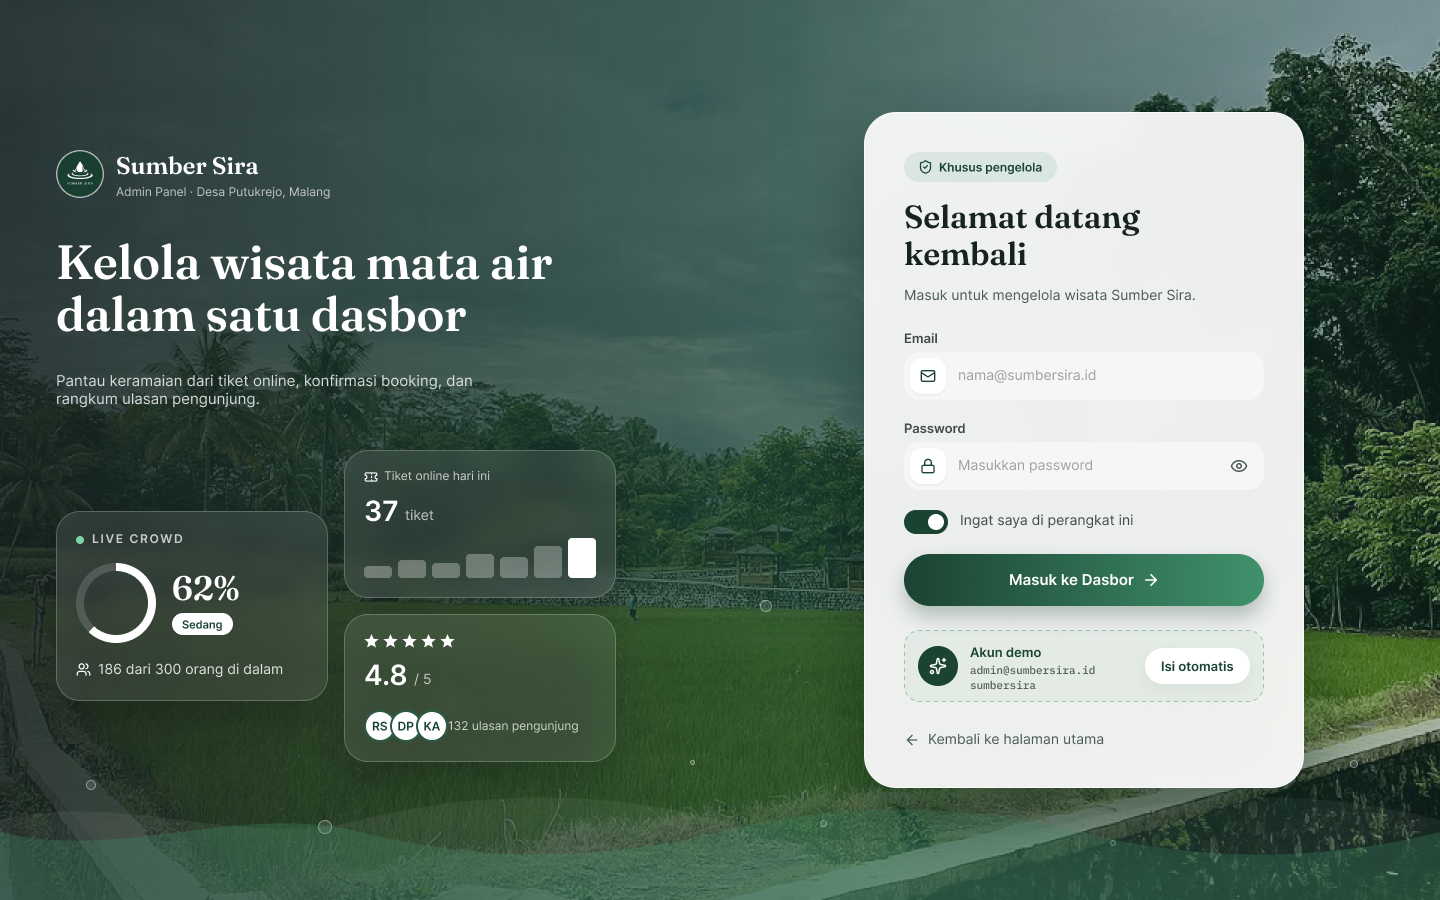 Sumber Sira
Admin Panel · Desa Putukrejo, Malang
Kelola wisata mata air
dalam satu dasbor
Pantau keramaian dari tiket online, konfirmasi booking, dan
rangkum ulasan pengunjung.
LIVE CROWD
62%
Sedang
186 dari 300 orang di dalam
Tiket online hari ini
37 tiket
4.8 / 5
RS DP KA 132 ulasan pengunjung
Khusus pengelola
Selamat datang
kembali
Masuk untuk mengelola wisata Sumber Sira.
Email
nama@sumbersira.id
Password
Masukkan password
Ingat saya di perangkat ini
Masuk ke Dasbor
Akun demo
admin@sumbersira.id
sumbersira
Isi otomatis
Kembali ke halaman utama